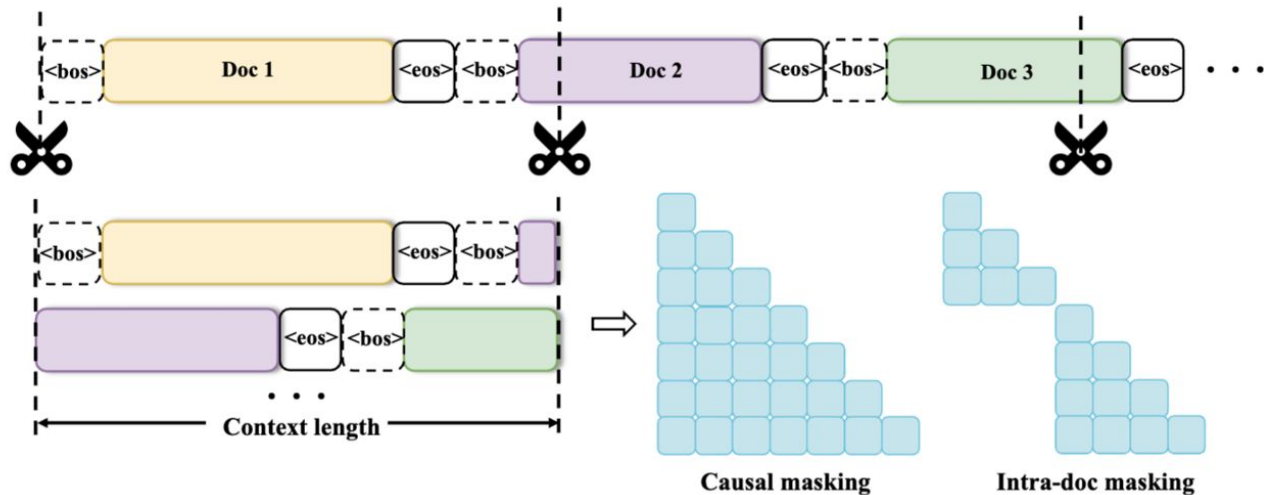 <bos> Doc 1 <eos> <bos> Doc 2 <eos> <bos> Doc 3 <eos> . . .
<bos> <eos> <bos>
<eos> <bos>
. . .
Context length
Causal masking Intra-doc masking